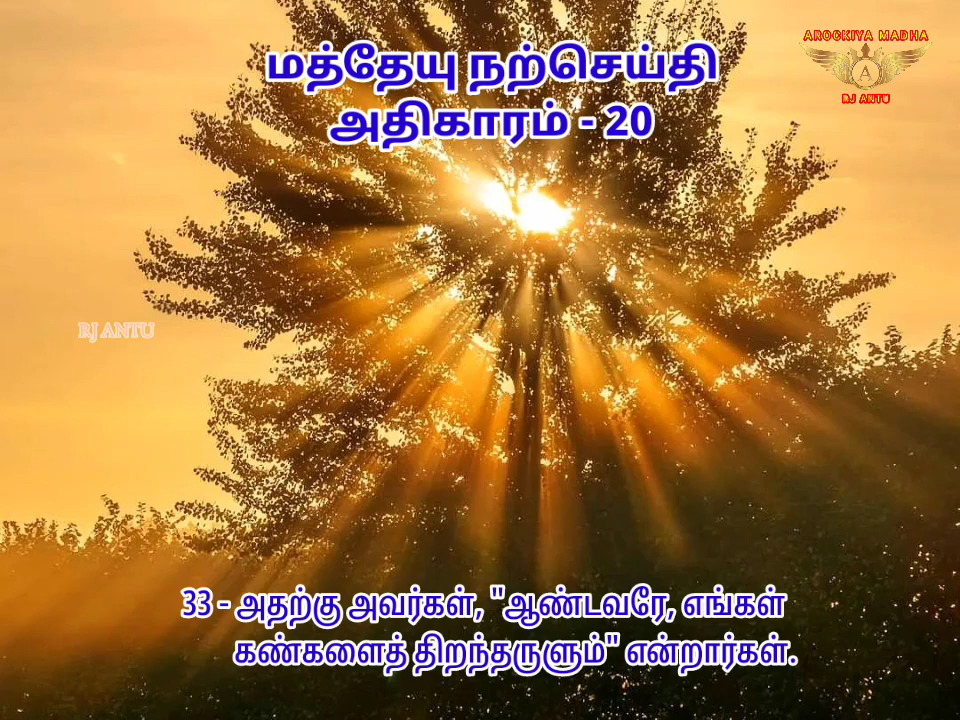 மத்தேயு நற்செய்தி
அதிகாரம் - 20
AROCKIYA MADHA
A
RJ ANTU
RJ ANTU
33 - அதற்கு அவர்கள், "ஆண்டவரே, எங்கள்
கண்களைத் திறந்தருளும்" என்றார்கள்.